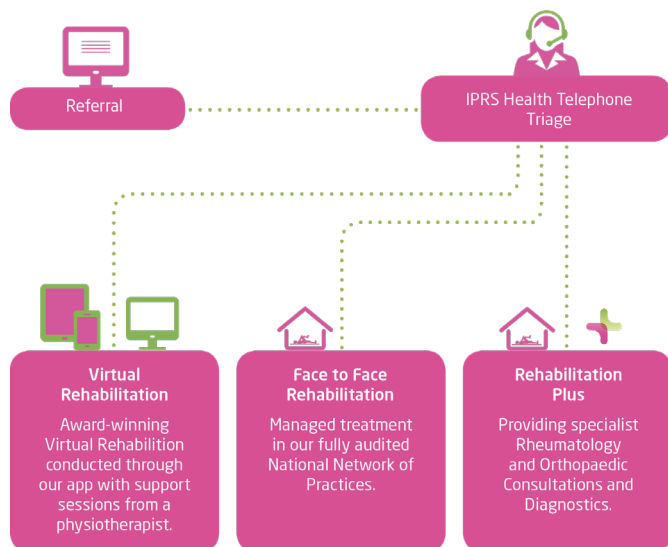 Referral
IPRS Health Telephone
Triage
Virtual
Rehabilitation
Award-winning
Virtual Rehabilition
conducted through
our app with support
sessions from a
physiotherapist.
Face to Face
Rehabilitation
Managed treatment
in our fully audited
National Network of
Practices.
Rehabilitation
Plus
Providing specialist
Rheumatology
and Orthopaedic
Consultations and
Diagnostics.